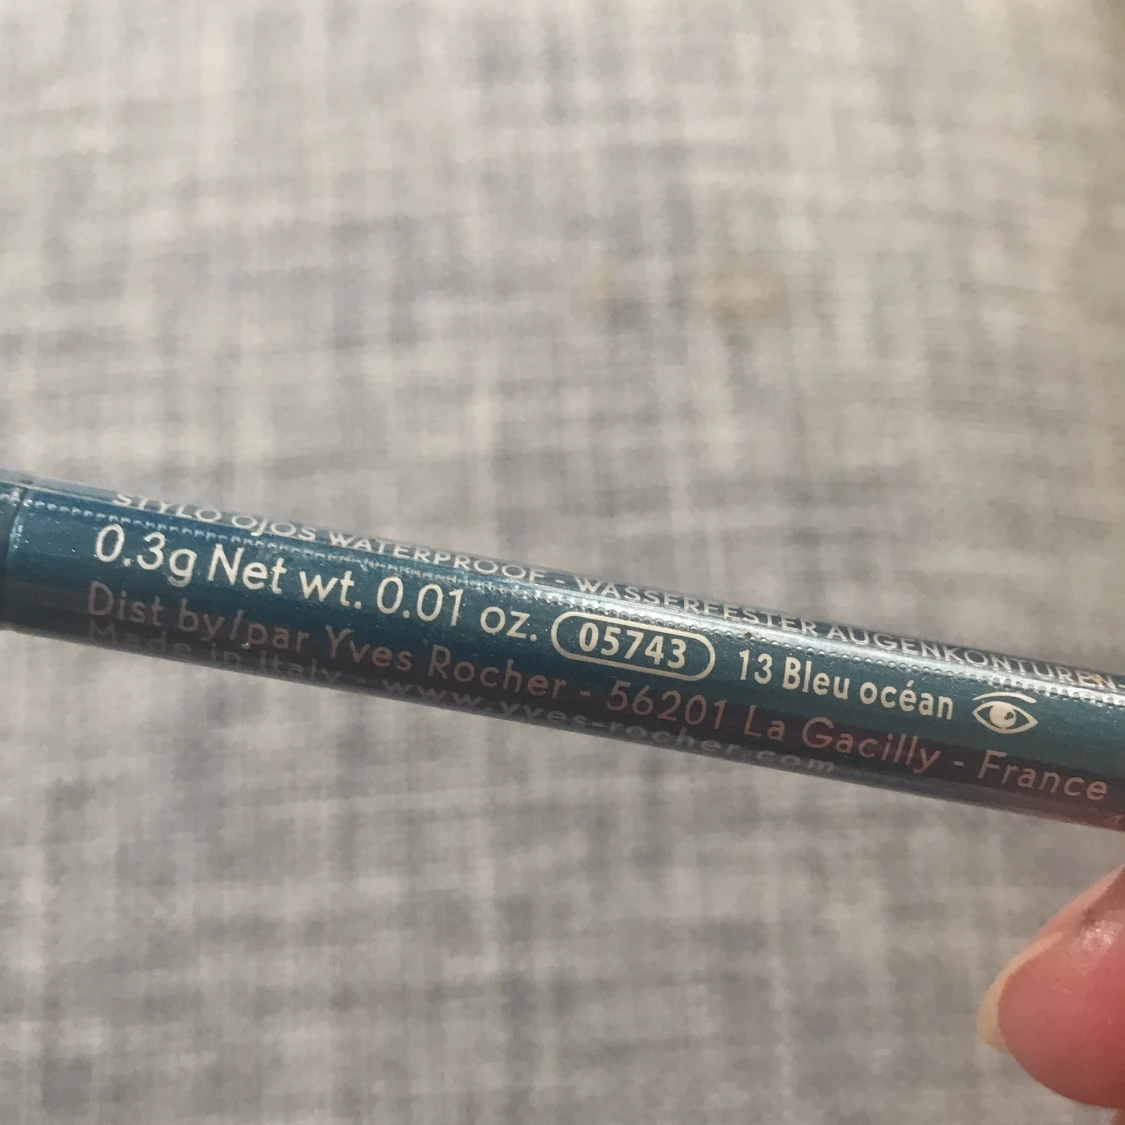 STYLO OJOS WATERPROOF - WASSERFESTER AUGENKONTUREN-
0.3g Net wt. 0.01 oz. 05743 13 Bleu océan
Dist by/par Yves Rocher - 56201 La Gacilly - France
Made in Italy - www.yves-rocher.com